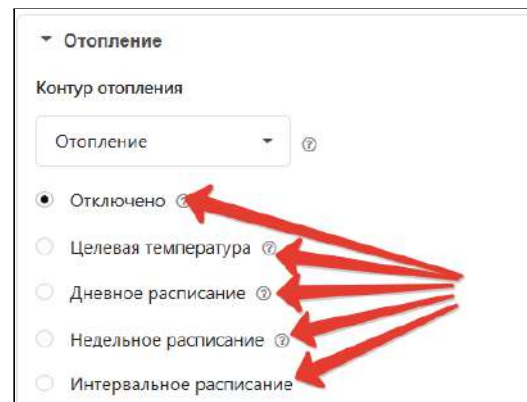 Отопление
Контур отопления
Отопление
Отключено
Целевая температура
Дневное расписание
Недельное расписание
Интервальное расписание